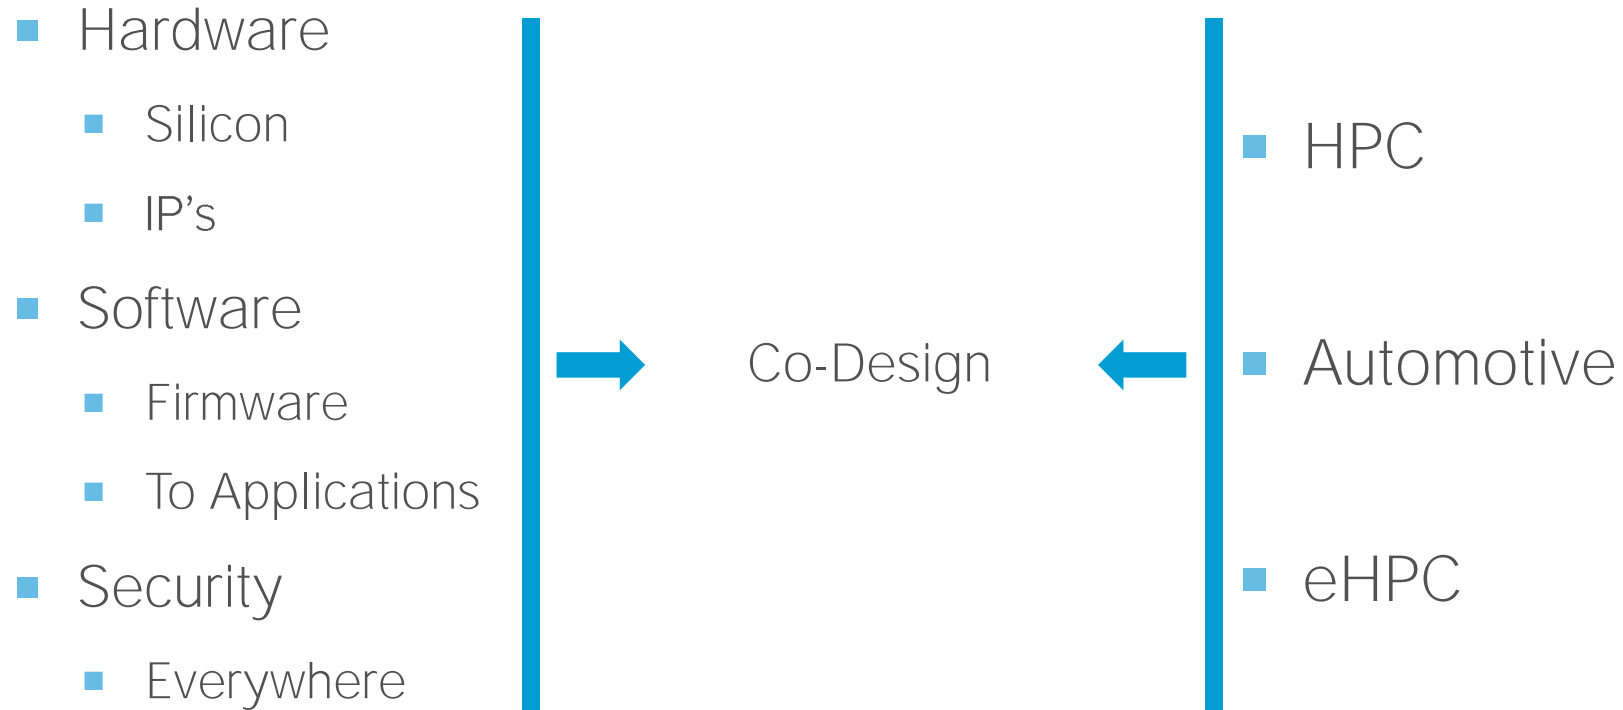 Hardware
Silicon
IP’s
Software
Firmware
To Applications
Security
Everywhere
Co-Design
HPC
Automotive
eHPC